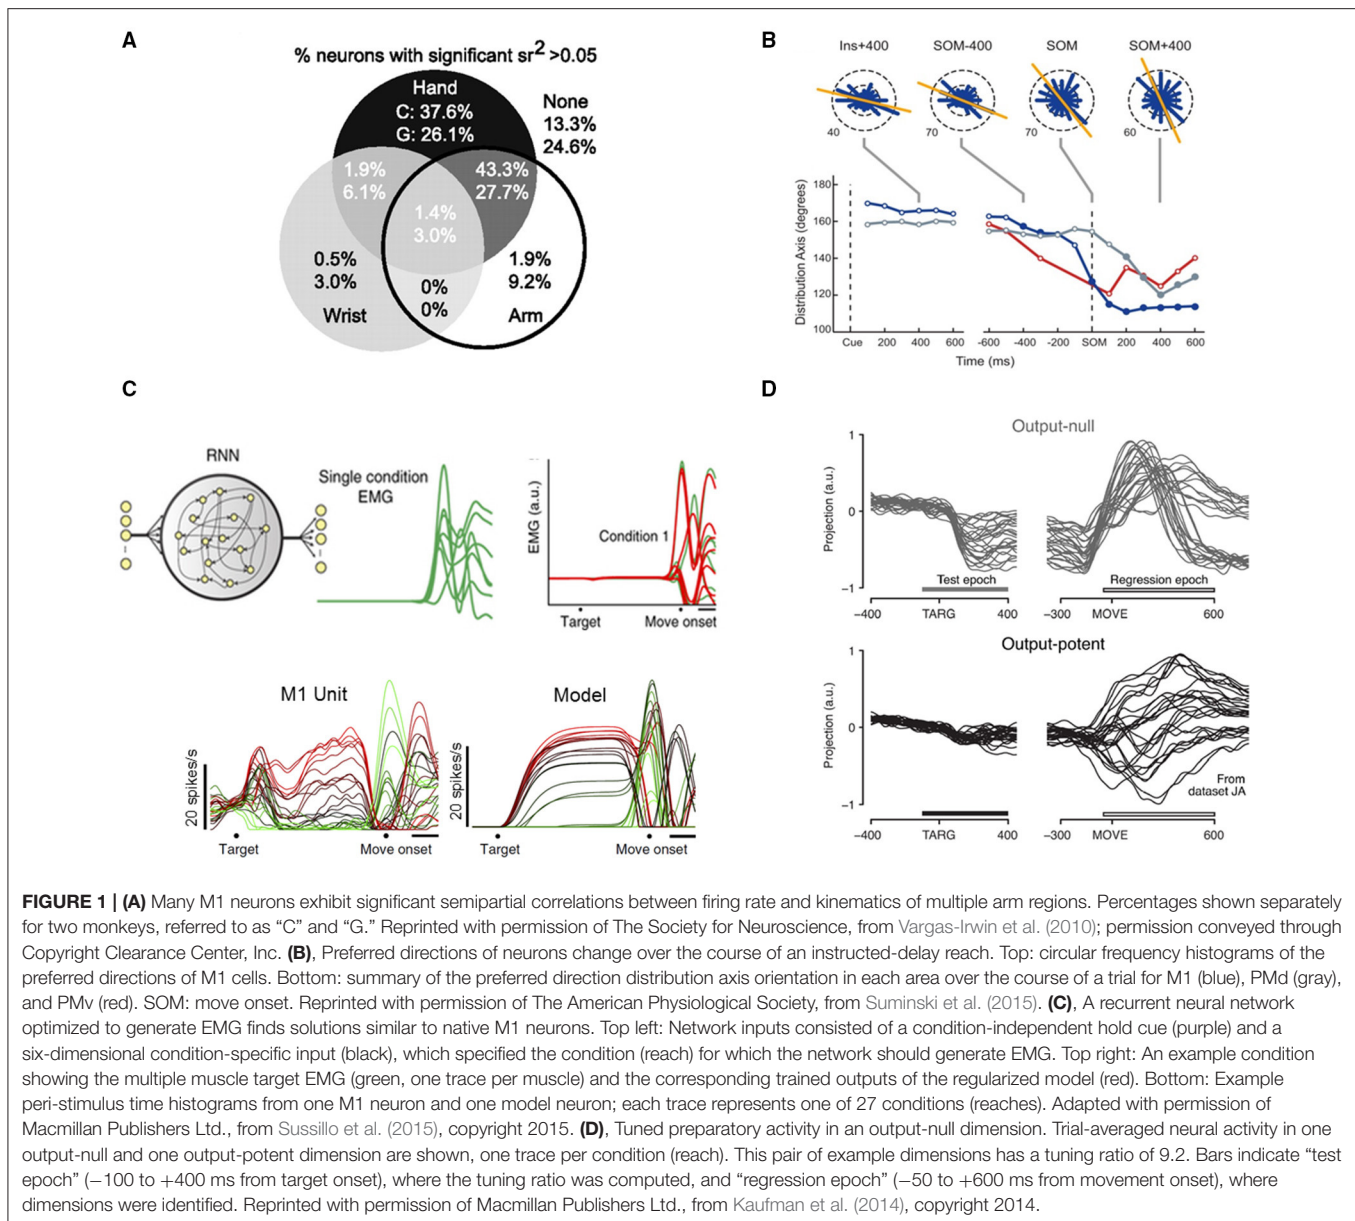 A
% neurons with significant sr2 >0.05
Hand
C: 37.6%
G: 26.1%
None
13.3%
24.6%
1.9%
6.1%
43.3%
27.7%
1.4%
3.0%
0.5%
3.0%
Wrist
0%
0%
1.9%
9.2%
Arm
B
Ins+400
SOM-400
SOM
SOM+400
40
70
70
60
Distribution Axis (degrees)
180
160
140
120
100
Cue 200 400 600
-600 -400 -200 SOM 200 400 600
Time (ms)
C
RNN
Single condition
EMG
EMG (a.u.)
Condition 1
Target
Move onset
M1 Unit
20 spikes/s
Target
Move onset
Model
20 spikes/s
Target
Move onset
D
Output-null
Projection (a.u.)
1
0
−1
Test epoch
Regression epoch
−400 TARG 400
−300 MOVE 600
Output-potent
Projection (a.u.)
1
0
−1
From
dataset JA
−400 TARG 400
−300 MOVE 600
FIGURE 1 | (A) Many M1 neurons exhibit significant semipartial correlations between firing rate and kinematics of multiple arm regions. Percentages shown separately
for two monkeys, referred to as “C” and “G.” Reprinted with permission of The Society for Neuroscience, from Vargas-Irwin et al. (2010); permission conveyed through
Copyright Clearance Center, Inc. (B), Preferred directions of neurons change over the course of an instructed-delay reach. Top: circular frequency histograms of the
preferred directions of M1 cells. Bottom: summary of the preferred direction distribution axis orientation in each area over the course of a trial for M1 (blue), PMd (gray),
and PMv (red). SOM: move onset. Reprinted with permission of The American Physiological Society, from Suminski et al. (2015). (C), A recurrent neural network
optimized to generate EMG finds solutions similar to native M1 neurons. Top left: Network inputs consisted of a condition-independent hold cue (purple) and a
six-dimensional condition-specific input (black), which specified the condition (reach) for which the network should generate EMG. Top right: An example condition
showing the multiple muscle target EMG (green, one trace per muscle) and the corresponding trained outputs of the regularized model (red). Bottom: Example
peri-stimulus time histograms from one M1 neuron and one model neuron; each trace represents one of 27 conditions (reaches). Adapted with permission of
Macmillan Publishers Ltd., from Sussillo et al. (2015), copyright 2015. (D), Tuned preparatory activity in an output-null dimension. Trial-averaged neural activity in one
output-null and one output-potent dimension are shown, one trace per condition (reach). This pair of example dimensions has a tuning ratio of 9.2. Bars indicate “test
epoch” (−100 to +400 ms from target onset), where the tuning ratio was computed, and “regression epoch” (−50 to +600 ms from movement onset), where
dimensions were identified. Reprinted with permission of Macmillan Publishers Ltd., from Kaufman et al. (2014), copyright 2014.